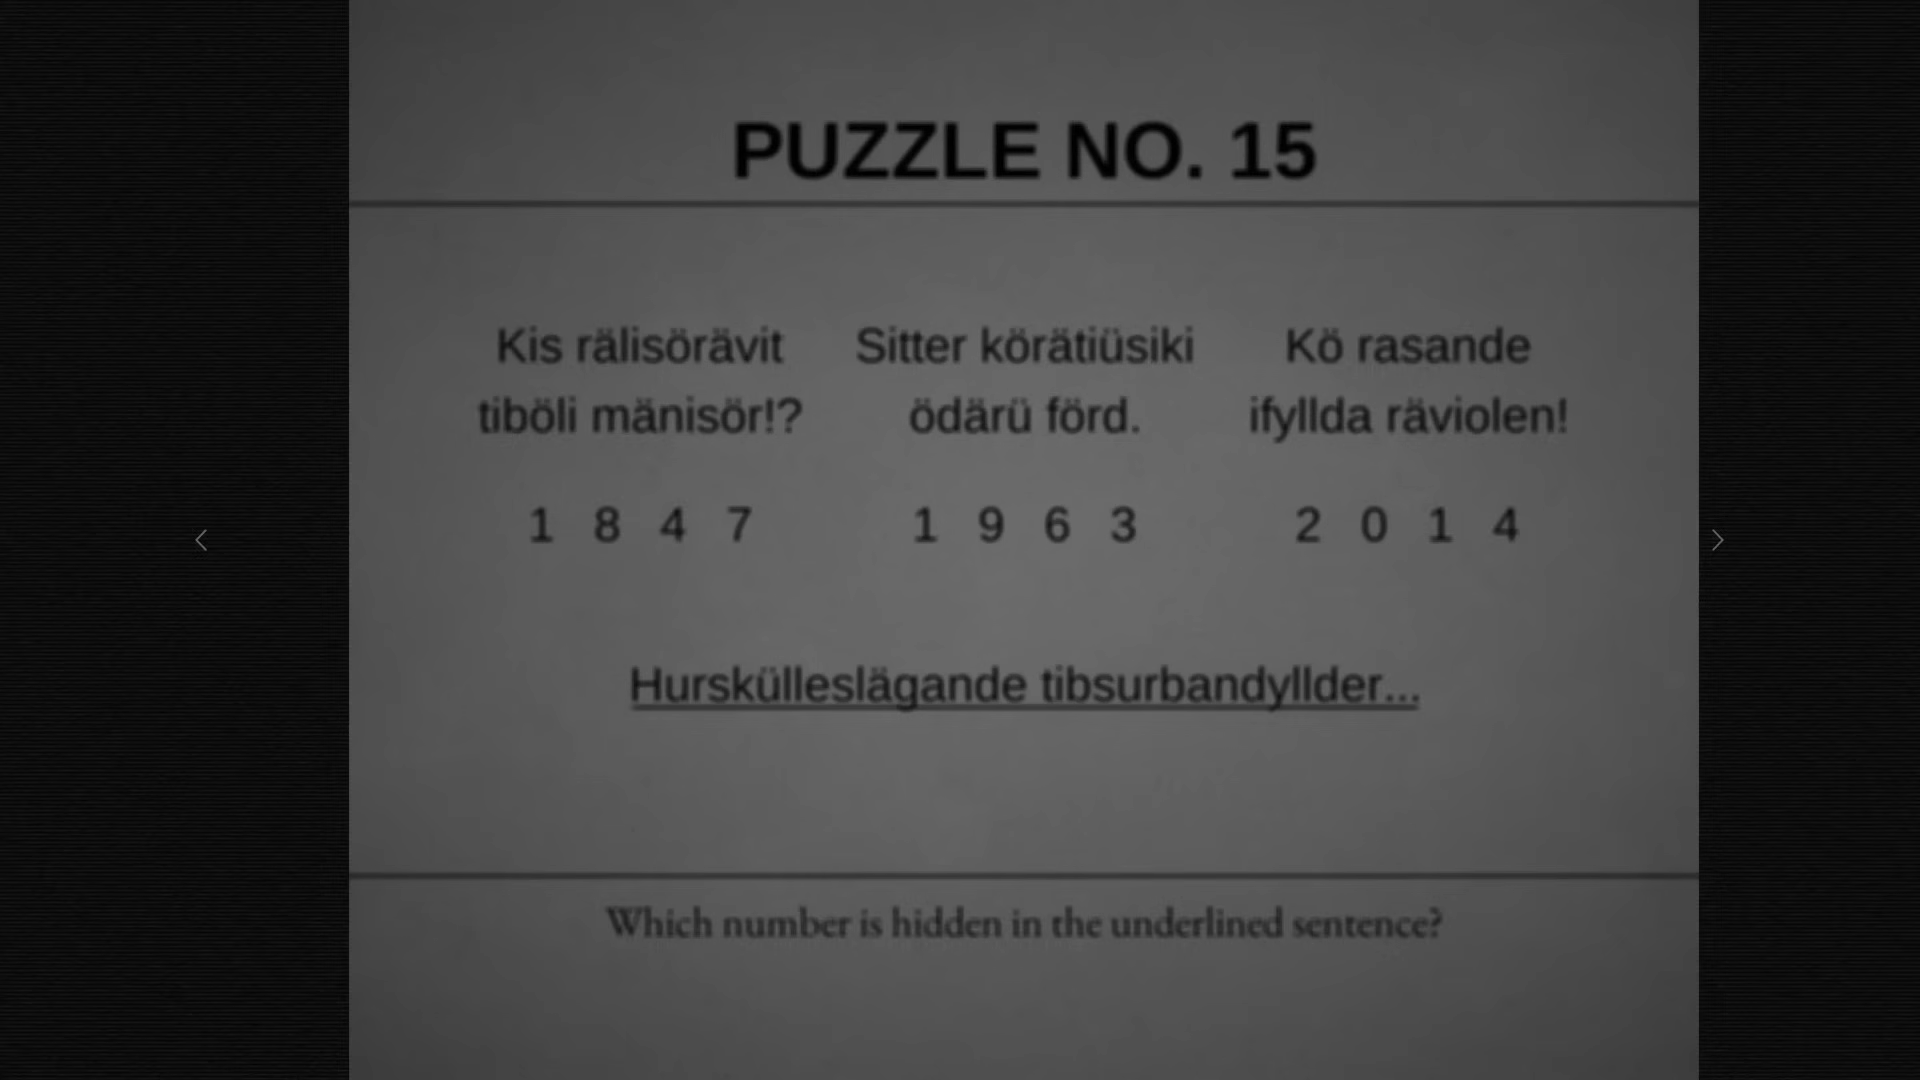 PUZZLE NO. 15
Kis rälisörävit
tiböli mänisör!?
1 8 4 7
Sitter körätiüsiki
ödärü förd.
1 9 6 3
Kö rasande
ifyllda räviolen!
2 0 1 4
Hurskülleslägande tibsurbandyllder...
Which number is hidden in the underlined sentence?